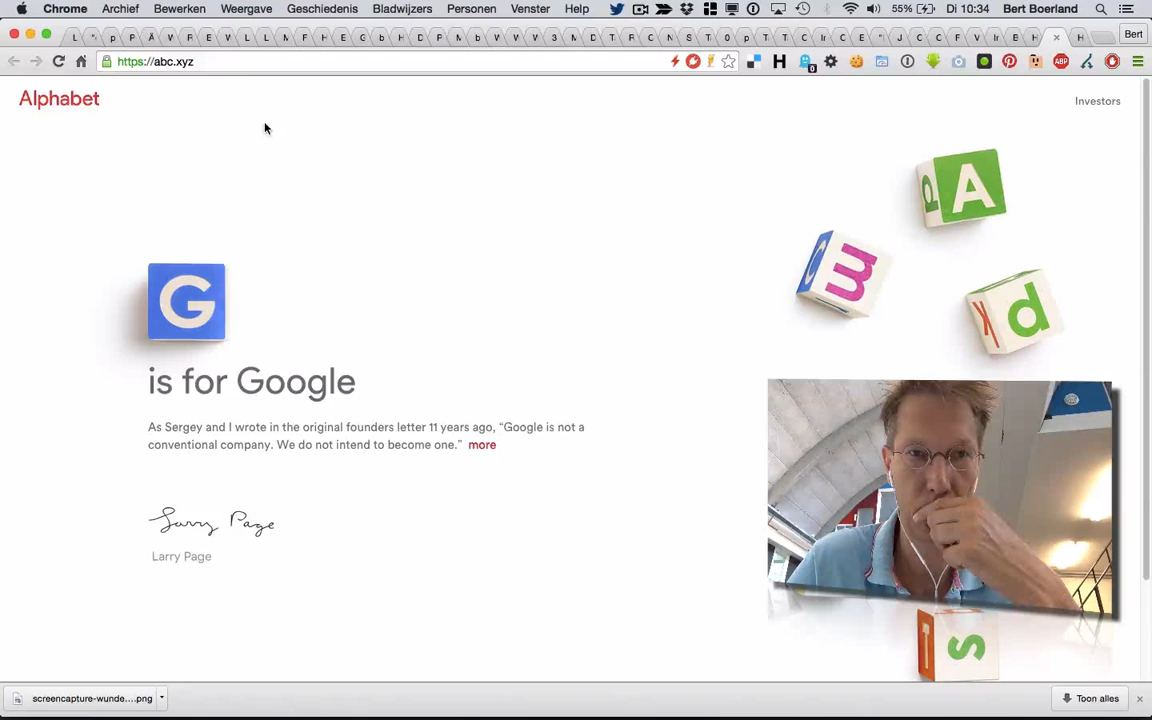 Chrome Archief Bewerken Weergave Geschiedenis Bladwijzers Personen Venster Help 55% Di 10:34 Bert Boerland
Bert
https://abc.xyz
Alphabet
Investors
A
m
d
G
is for Google
As Sergey and I wrote in the original founders letter 11 years ago, “Google is not a
conventional company. We do not intend to become one.” more
Larry Page
Larry Page
s
screencapture-wunde....png
Toon alles